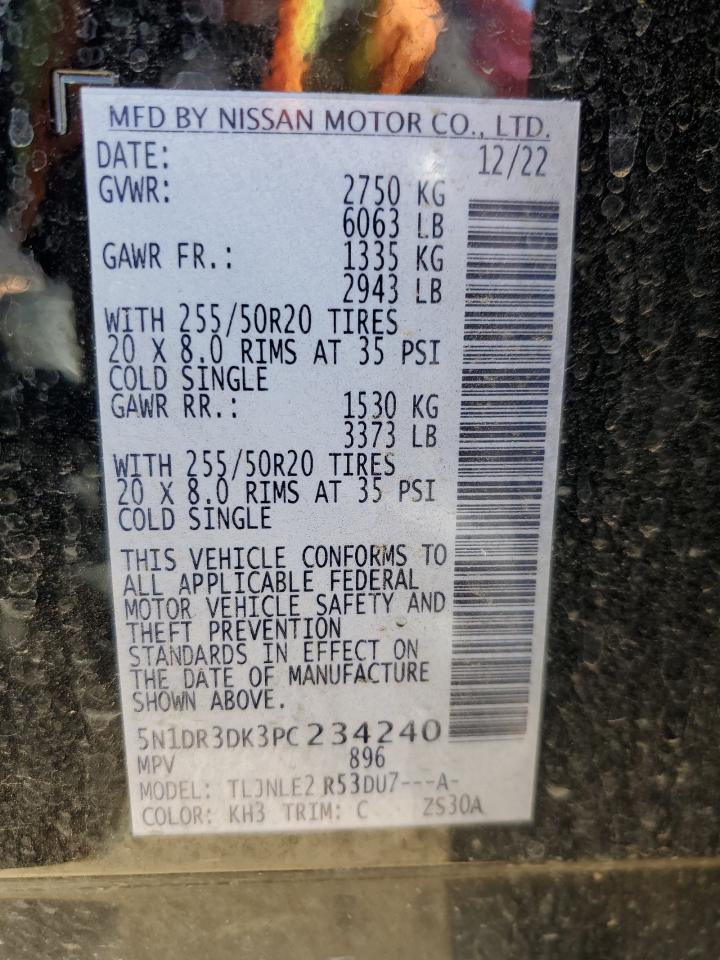 MFD BY NISSAN MOTOR CO., LTD.
DATE: 12/22
GVWR: 2750 KG
6063 LB
GAWR FR.: 1335 KG
2943 LB
WITH 255/50R20 TIRES
20 X 8.0 RIMS AT 35 PSI
COLD SINGLE
GAWR RR.: 1530 KG
3373 LB
WITH 255/50R20 TIRES
20 X 8.0 RIMS AT 35 PSI
COLD SINGLE
THIS VEHICLE CONFORMS TO
ALL APPLICABLE FEDERAL
MOTOR VEHICLE SAFETY AND
THEFT PREVENTION
STANDARDS IN EFFECT ON
THE DATE OF MANUFACTURE
SHOWN ABOVE.
5N1DR3DK3PC234240
MPV 896
MODEL: TLJNLE2 R53DU7---A-
COLOR: KH3 TRIM: C ZS30A